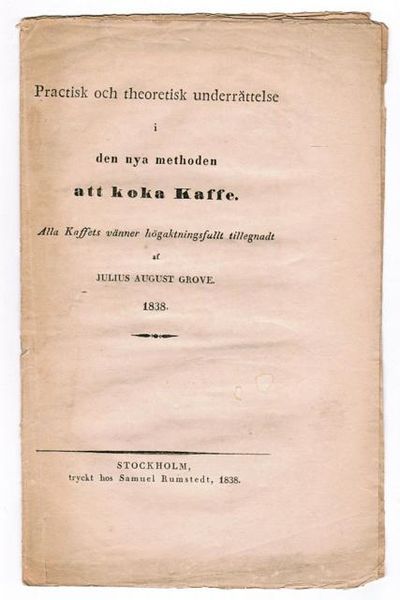 Practisk och theoretisk underrättelse
i
den nya methoden
att koka Kaffe.
Alla Kaffets vänner högaktningsfullt tillegnadt
af
JULIUS AUGUST GROVE.
1838.
STOCKHOLM,
tryckt hos Samuel Rumstedt, 1838.